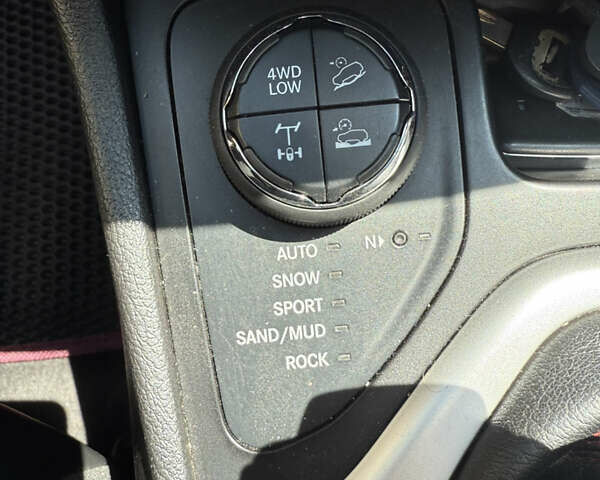 4WD
LOW
AUTO N
SNOW
SPORT
SAND/MUD
ROCK